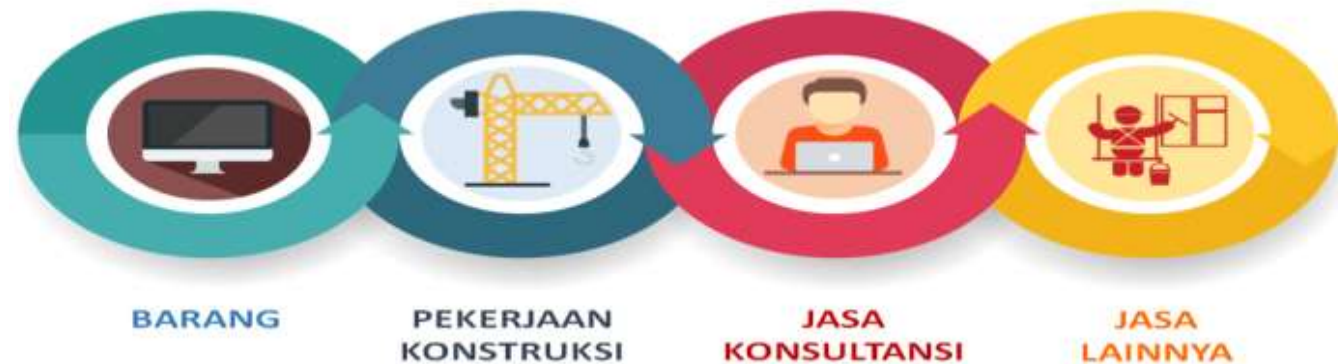 BARANG
PEKERJAAN
KONSTRUKSI
JASA
KONSULTANSI
JASA
LAINNYA